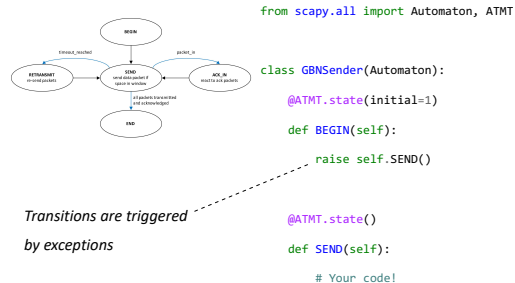 BEGIN
timeout_reached
packet_in
RETRANSMIT
re-send packets
SEND
send data packet if
space in window
ACK_IN
react to ack packets
all packets transmitted
and acknowledged
END
Transitions are triggered
by exceptions
from scapy.all import Automaton, ATMT
class GBNSender(Automaton):
    @ATMT.state(initial=1)
    def BEGIN(self):
        raise self.SEND()
    @ATMT.state()
    def SEND(self):
        # Your code!